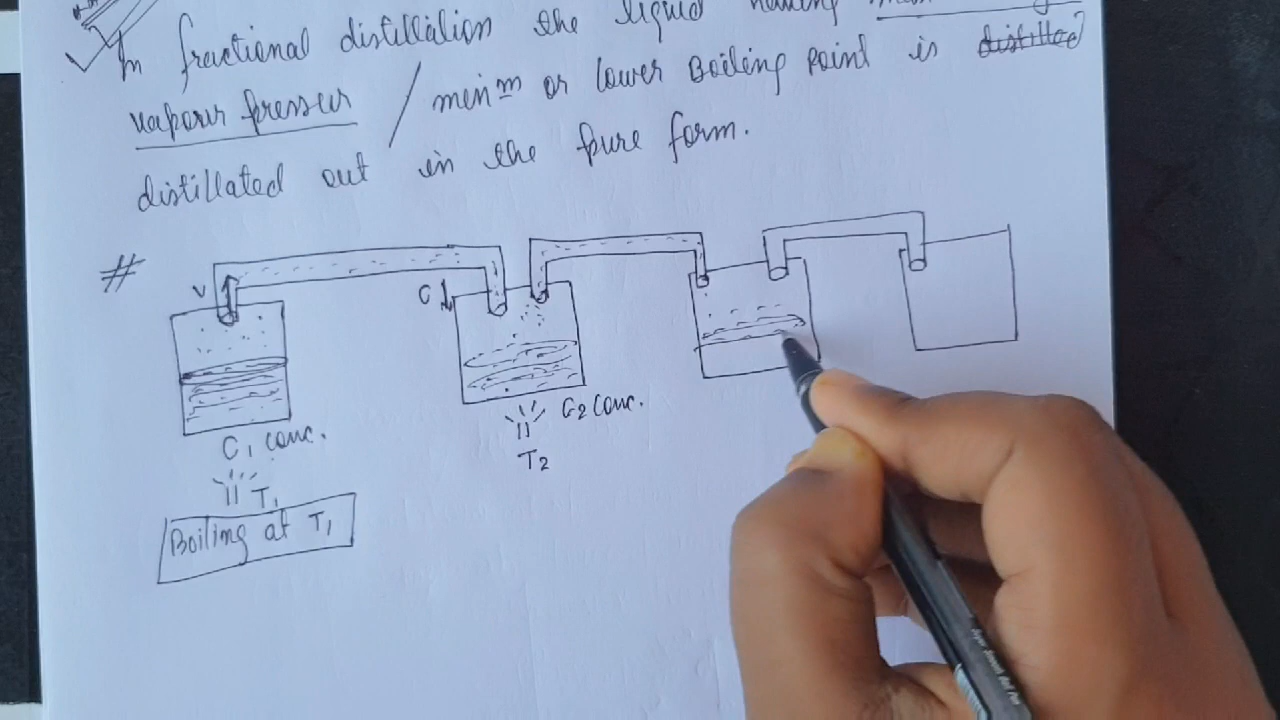 In fractional distillation the liquid having
vapour pressur / minᵐ or lower Boiling point is distilled
distillated out in the pure form.
#
V
C
C1 conc.
C2 conc.
T1
T2
Boiling at T1